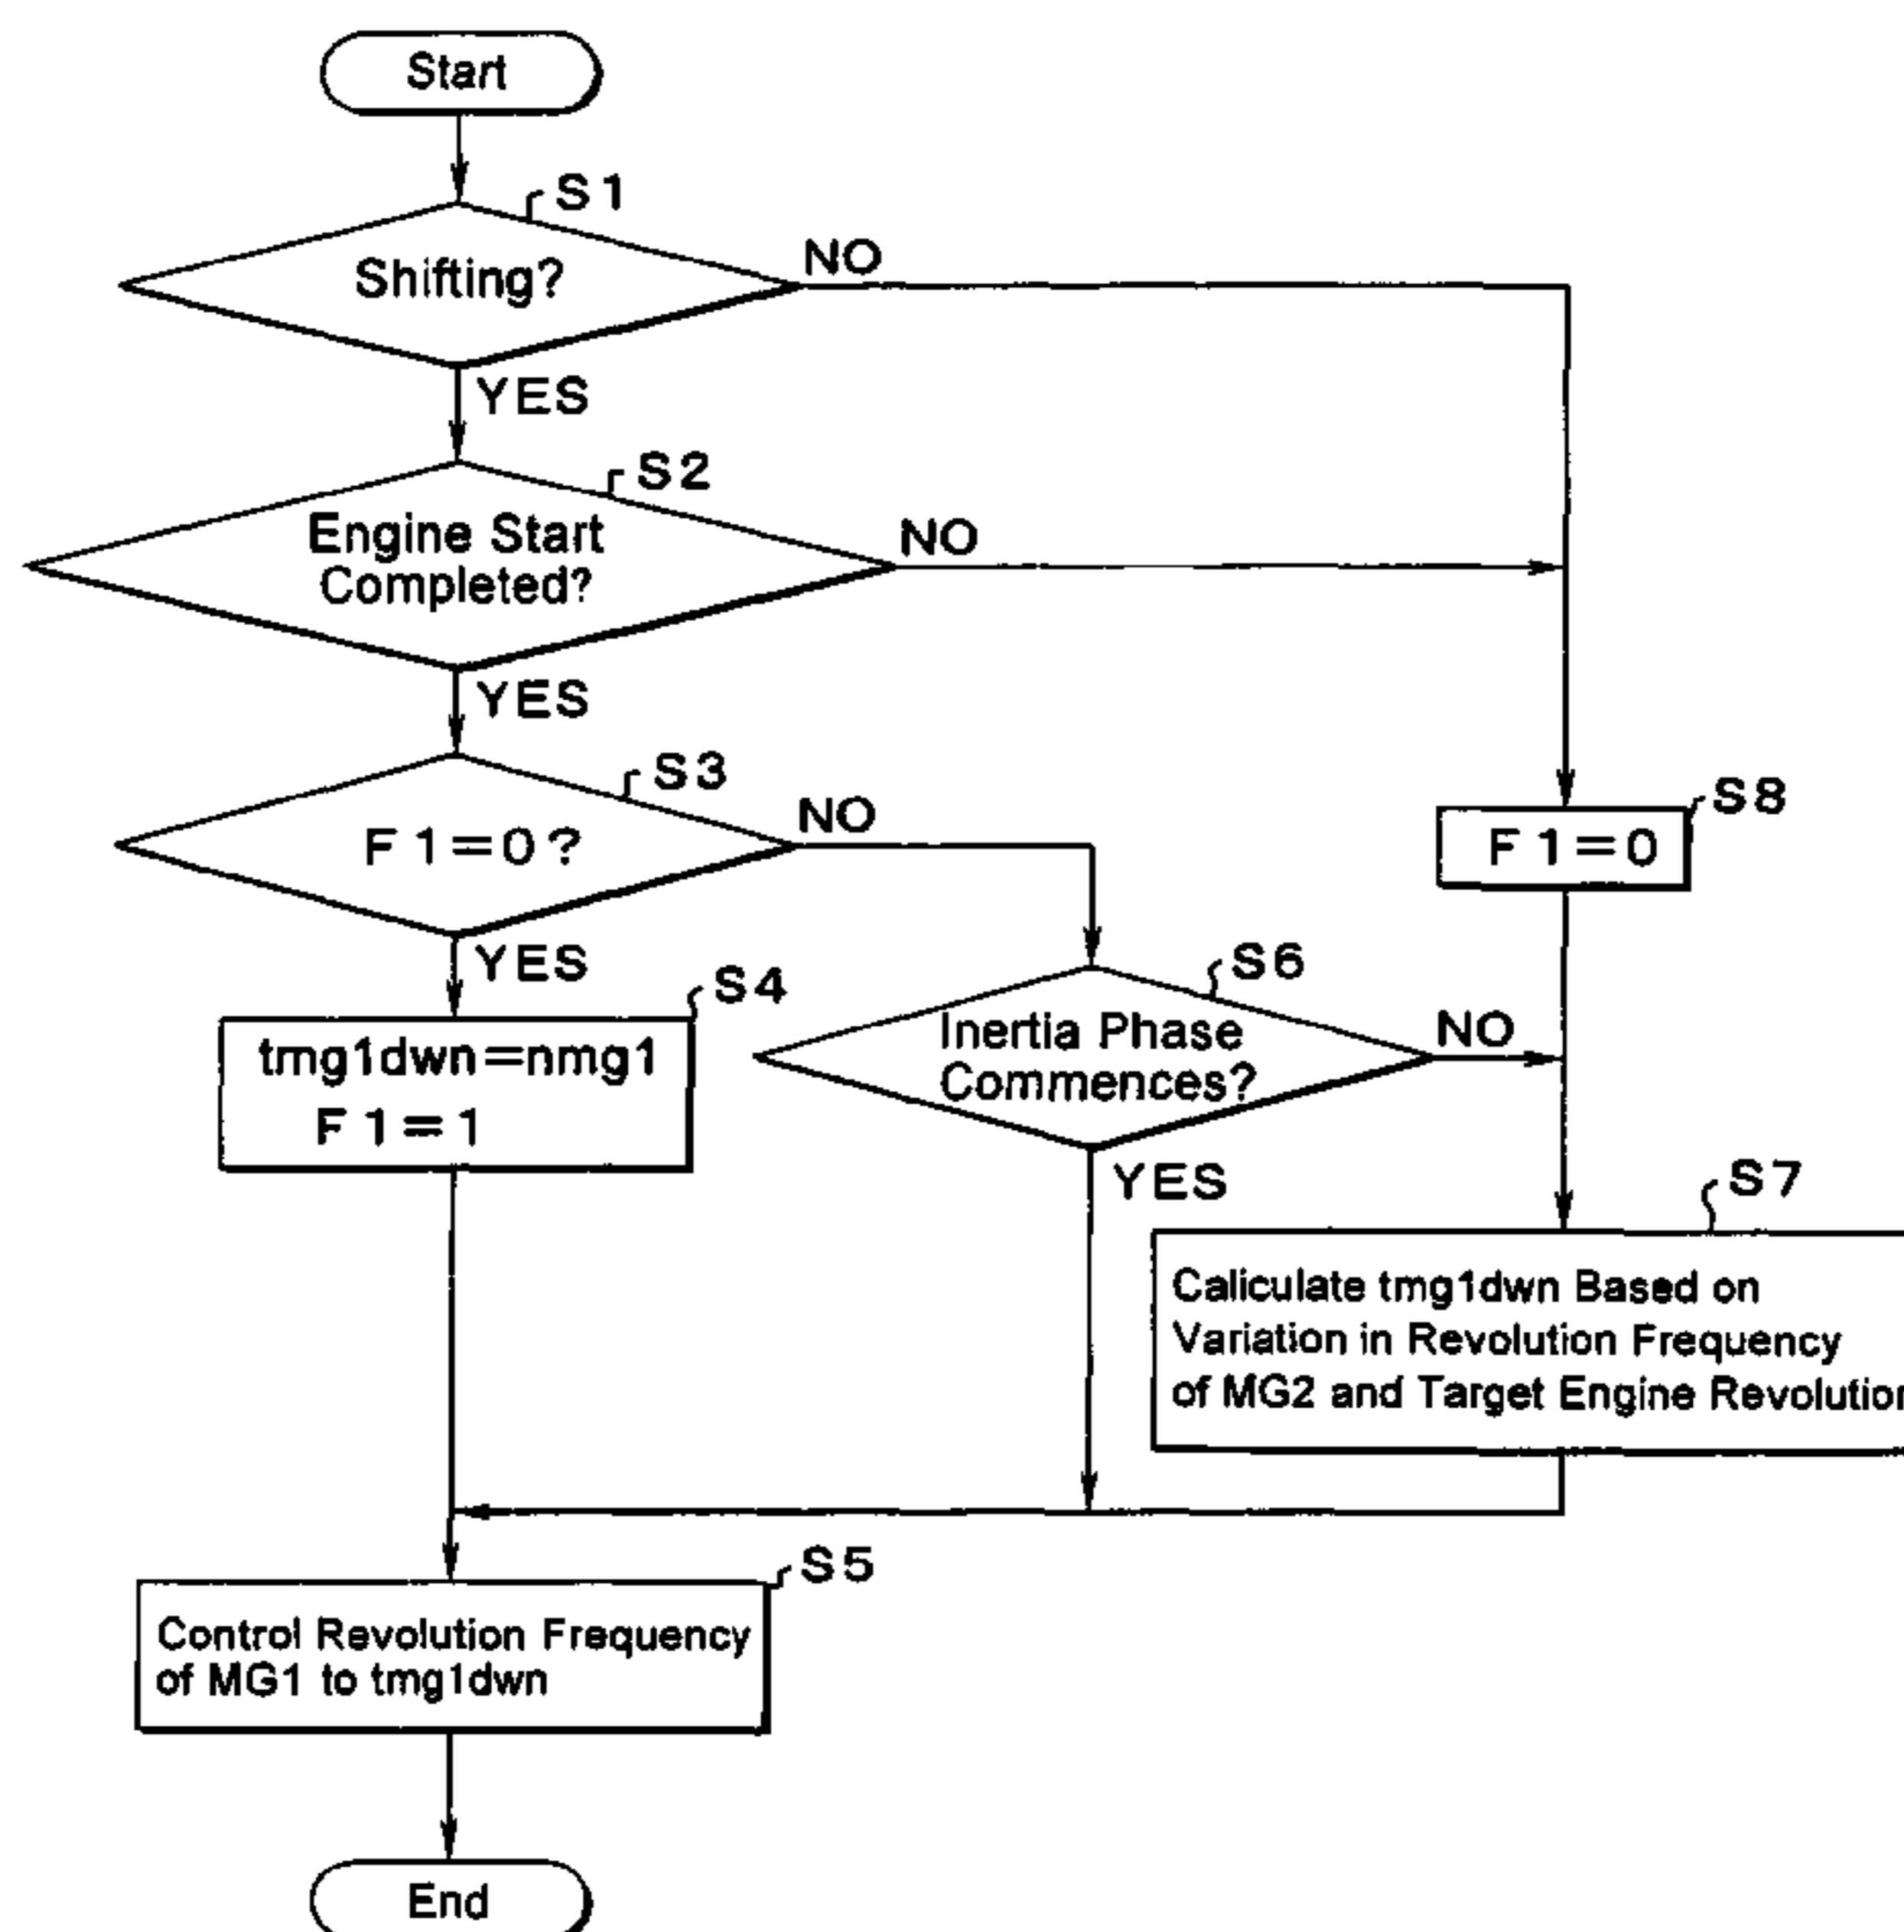 Start
S1
Shifting?
NO
YES
S2
Engine Start
Completed?
NO
YES
S3
F1=0?
NO
YES
S8
F1=0
S4
tmg1dwn=nmg1
F1=1
S6
Inertia Phase
Commences?
NO
YES
S7
Caliculate tmg1dwn Based on
Variation in Revolution Frequency
of MG2 and Target Engine Revolution
S5
Control Revolution Frequency
of MG1 to tmg1dwn
End